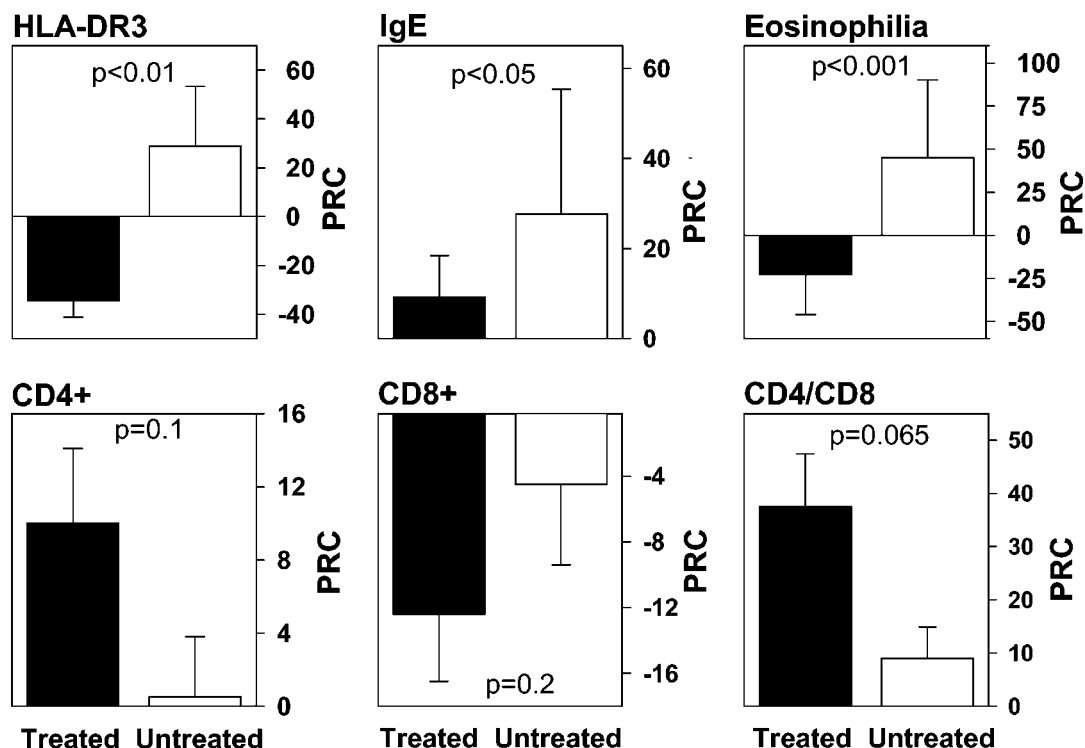 HLA-DR3
p<0.01
60
40
20
0
-20
-40
PRC
IgE
p<0.05
60
40
20
0
PRC
Eosinophilia
p<0.001
100
75
50
25
0
-25
-50
PRC
CD4+
p=0.1
16
12
8
4
0
PRC
CD8+
p=0.2
-4
-8
-12
-16
PRC
CD4/CD8
p=0.065
50
40
30
20
10
0
PRC
Treated Untreated
Treated Untreated
Treated Untreated